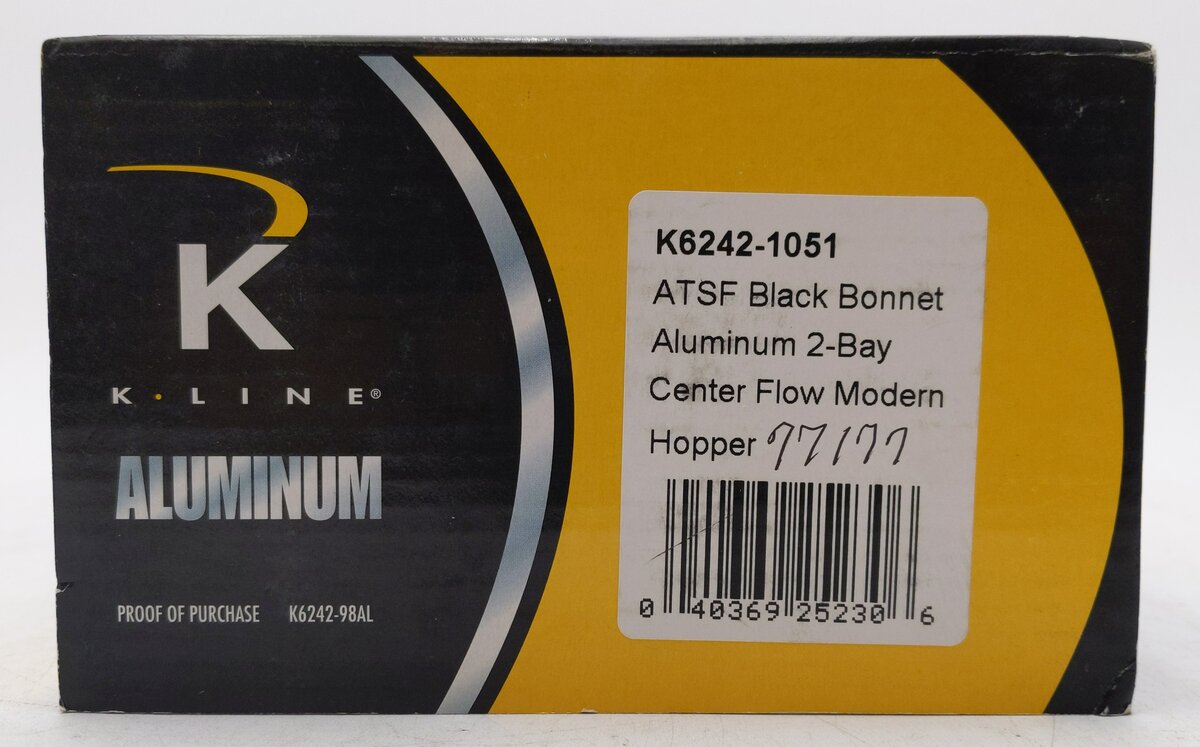 K
K·LINE®
ALUMINUM
PROOF OF PURCHASE K6242-98AL
K6242-1051
ATSF Black Bonnet
Aluminum 2-Bay
Center Flow Modern
Hopper 77177
0 40369 25230 6